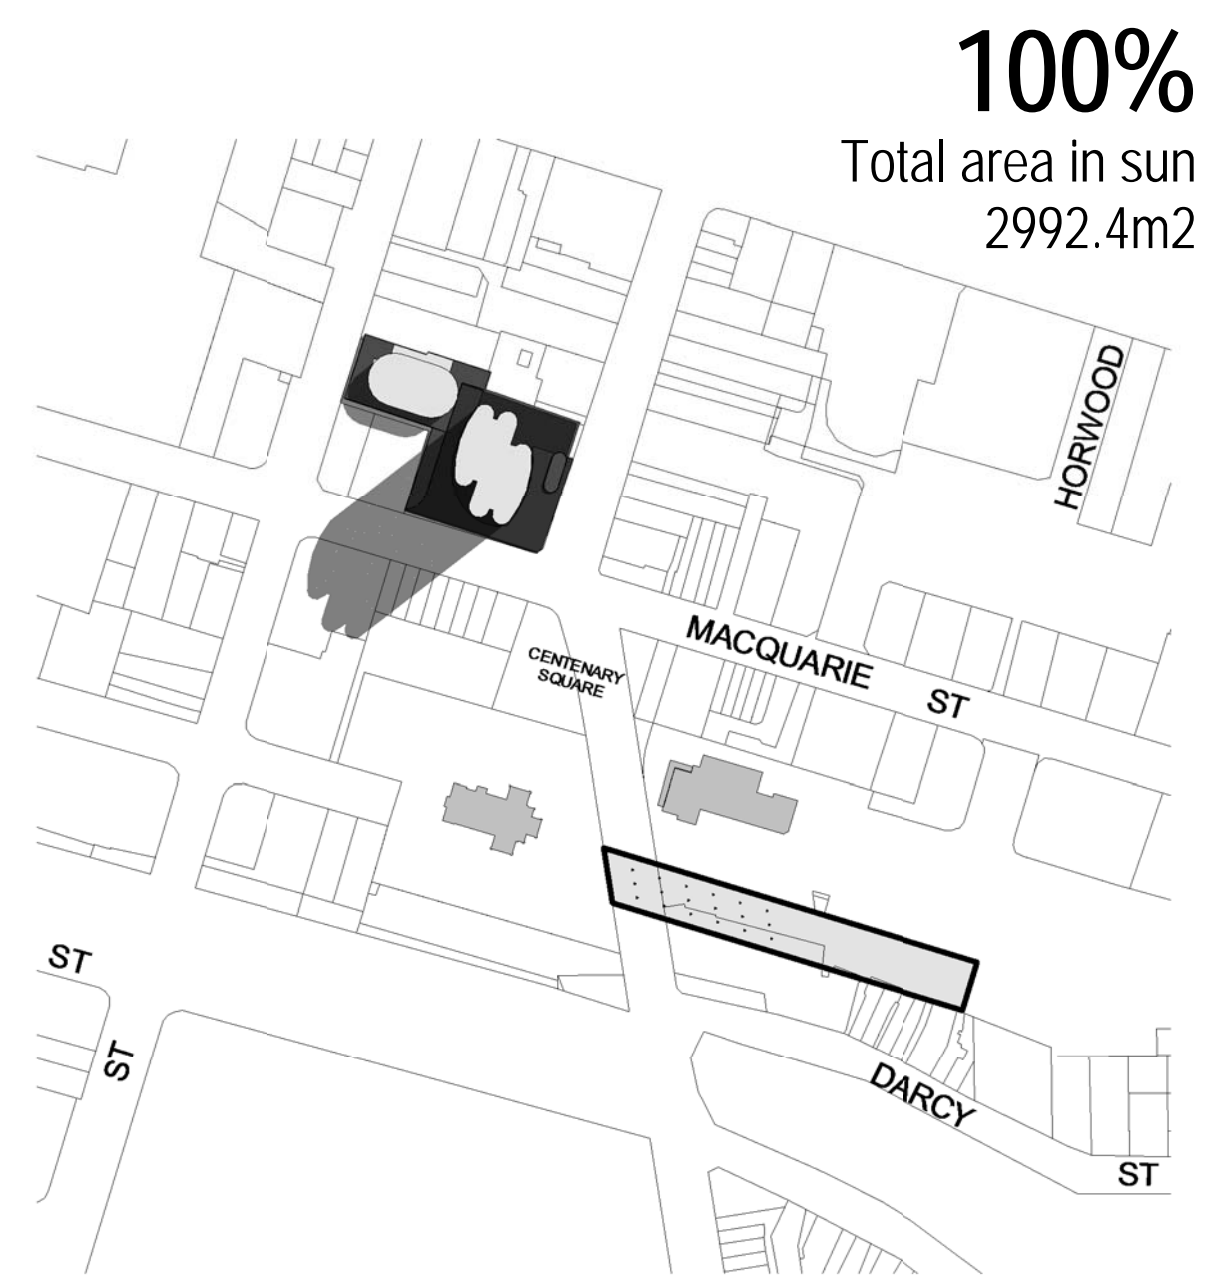 100%
Total area in sun
2992.4m2
HORWOOD
MACQUARIE ST
CENTENARY
SQUARE
ST
ST
DARCY
ST